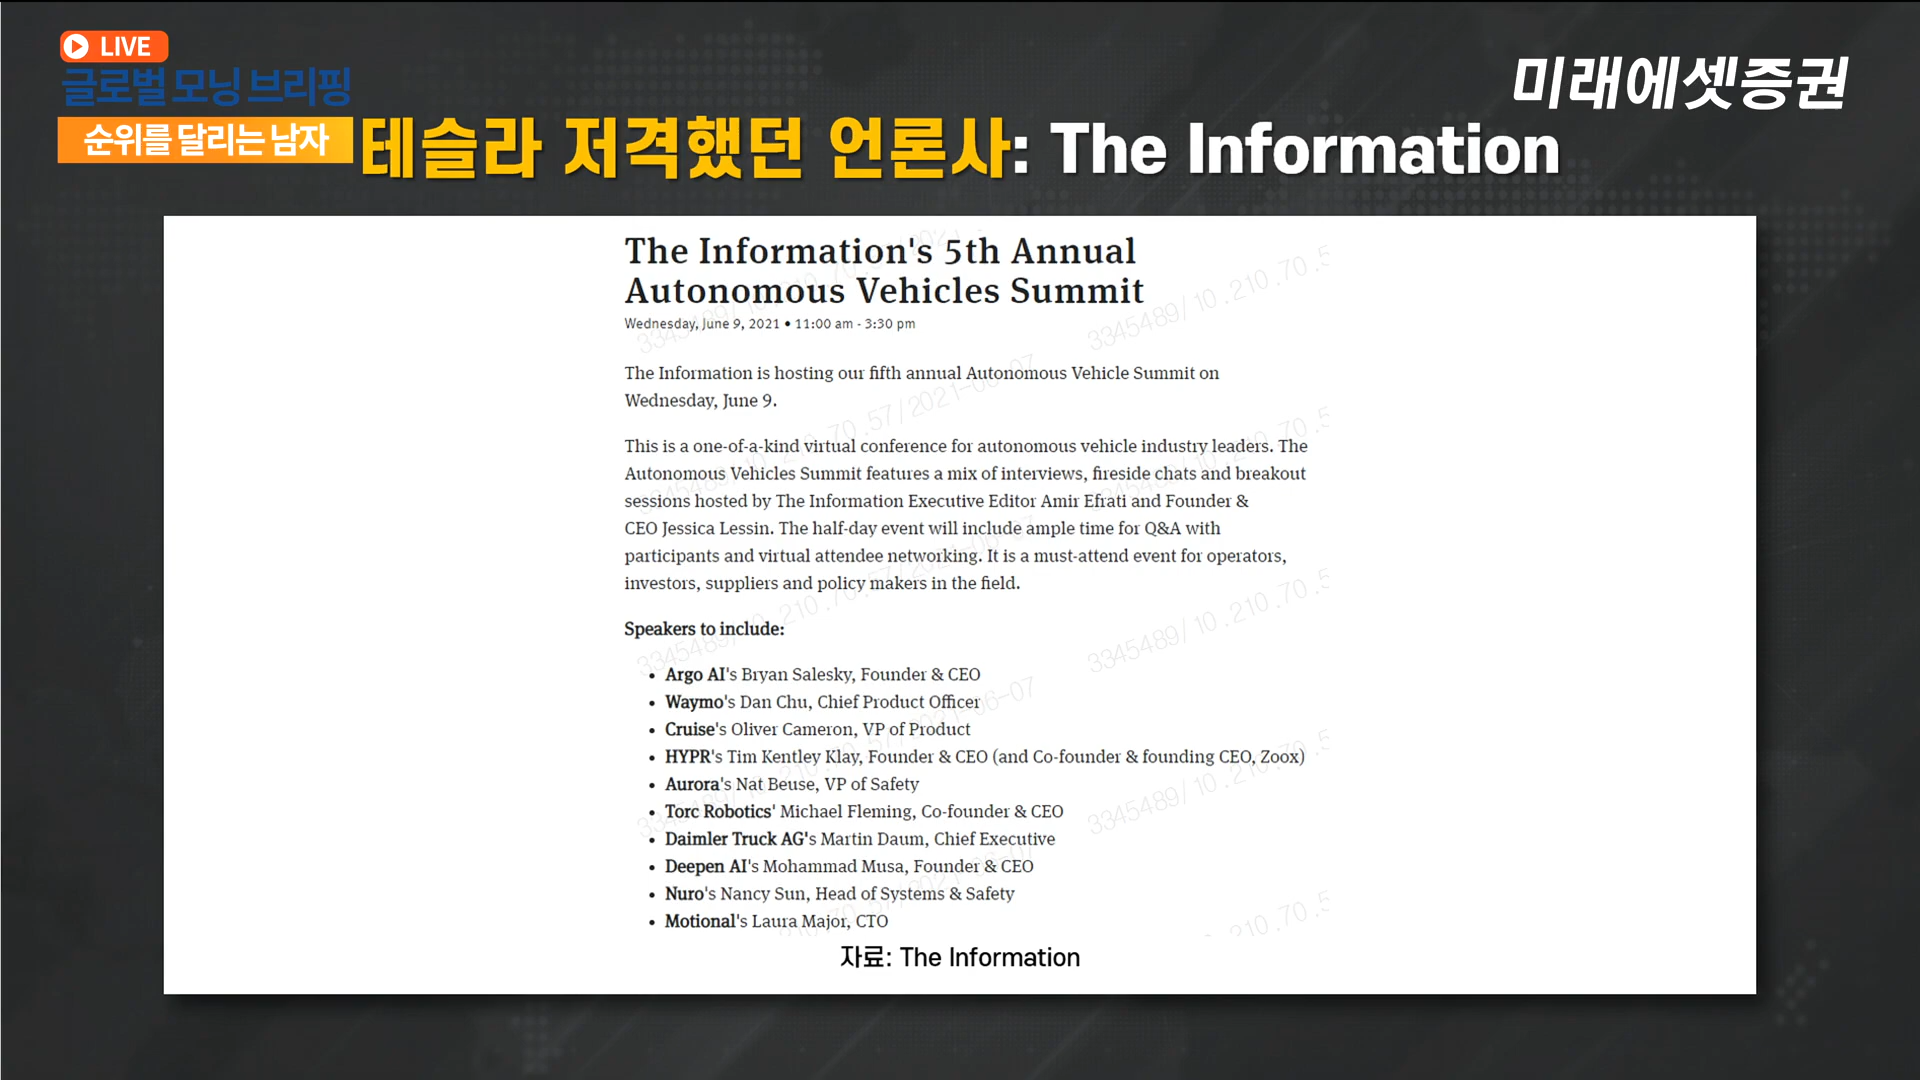 LIVE
글로벌 모닝 브리핑
미래에셋증권
순위를 달리는 남자
테슬라 저격했던 언론사: The Information
The Information's 5th Annual
Autonomous Vehicles Summit
Wednesday, June 9, 2021 • 11:00 am - 3:30 pm
The Information is hosting our fifth annual Autonomous Vehicle Summit on
Wednesday, June 9.
This is a one-of-a-kind virtual conference for autonomous vehicle industry leaders. The
Autonomous Vehicles Summit features a mix of interviews, fireside chats and breakout
sessions hosted by The Information Executive Editor Amir Efrati and Founder &
CEO Jessica Lessin. The half-day event will include ample time for Q&A with
participants and virtual attendee networking. It is a must-attend event for operators,
investors, suppliers and policy makers in the field.
Speakers to include:
• Argo AI's Bryan Salesky, Founder & CEO
• Waymo's Dan Chu, Chief Product Officer
• Cruise's Oliver Cameron, VP of Product
• HYPR's Tim Kentley Klay, Founder & CEO (and Co-founder & founding CEO, Zoox)
• Aurora's Nat Beuse, VP of Safety
• Torc Robotics' Michael Fleming, Co-founder & CEO
• Daimler Truck AG's Martin Daum, Chief Executive
• Deepen AI's Mohammad Musa, Founder & CEO
• Nuro's Nancy Sun, Head of Systems & Safety
• Motional's Laura Major, CTO
자료: The Information